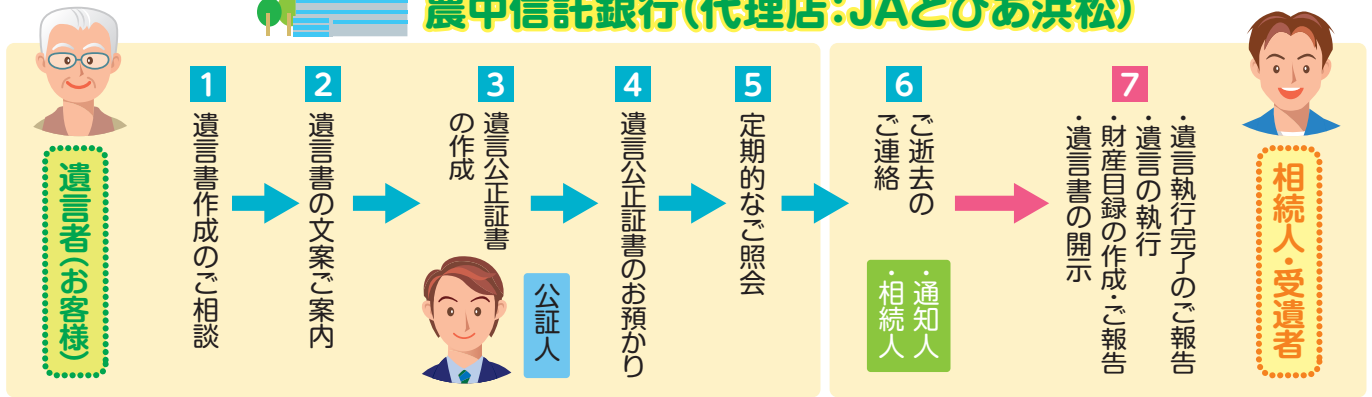 農中信託銀行(代理店:JAとぴあ浜松)
遺言者(お客様)
1
遺言書作成のご相談
2
遺言書の文案ご案内
3
遺言公正証書
の作成
公証人
4
遺言公正証書のお預かり
5
定期的なご照会
6
ご逝去の
ご連絡
・通知人
・相続人
7
・遺言執行完了のご報告
・遺言の執行
・財産目録の作成・ご報告
・遺言書の開示
相続人・受遺者